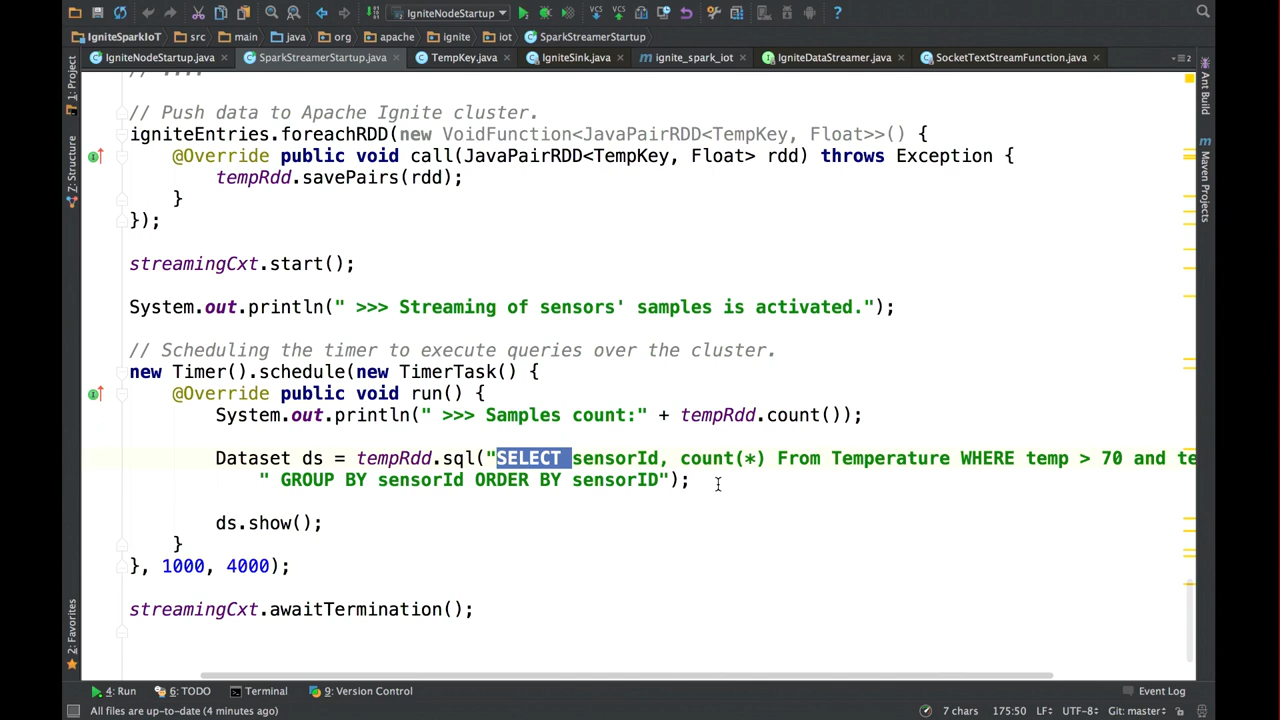 IgniteNodeStartup
IgniteSparkIoT src main java org apache ignite iot SparkStreamerStartup
IgniteNodeStartup.java SparkStreamerStartup.java TempKey.java IgniteSink.java ignite_spark_iot IgniteDataStreamer.java SocketTextStreamFunction.java
1: Project
7: Structure
2: Favorites
Ant Build
Maven Projects
// Push data to Apache Ignite cluster.
igniteEntries.foreachRDD(new VoidFunction<JavaPairRDD<TempKey, Float>>() {
@Override public void call(JavaPairRDD<TempKey, Float> rdd) throws Exception {
tempRdd.savePairs(rdd);
}
});
streamingCxt.start();
System.out.println(" >>> Streaming of sensors' samples is activated.");
// Scheduling the timer to execute queries over the cluster.
new Timer().schedule(new TimerTask() {
@Override public void run() {
System.out.println(" >>> Samples count:" + tempRdd.count());
Dataset ds = tempRdd.sql("SELECT sensorId, count(*) From Temperature WHERE temp > 70 and te
" GROUP BY sensorId ORDER BY sensorID");
ds.show();
}
}, 1000, 4000);
streamingCxt.awaitTermination();
4: Run 6: TODO Terminal 9: Version Control Event Log
All files are up-to-date (4 minutes ago) 7 chars 175:50 LF÷ UTF-8÷ Git: master÷